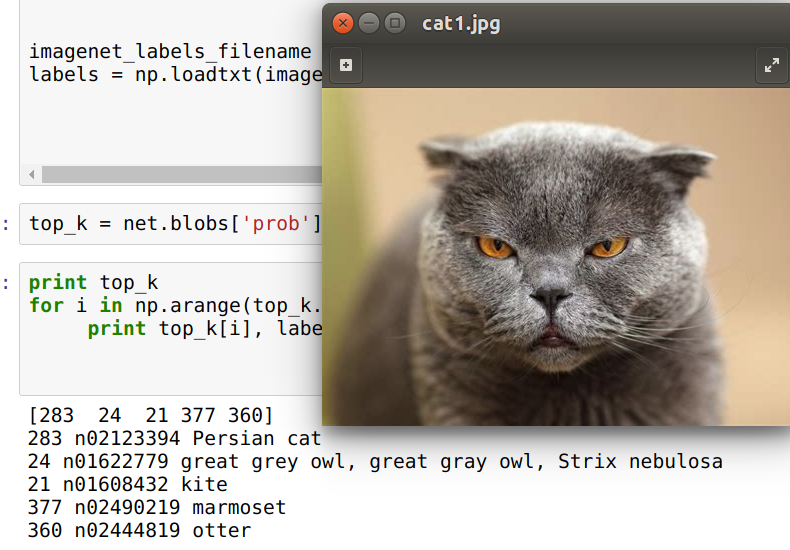 cat1.jpg
imagenet_labels_filename
labels = np.loadtxt(image
: top_k = net.blobs['prob']
: print top_k
for i in np.arange(top_k.
print top_k[i], labe
[283  24  21 377 360]
283 n02123394 Persian cat
24 n01622779 great grey owl, great gray owl, Strix nebulosa
21 n01608432 kite
377 n02490219 marmoset
360 n02444819 otter